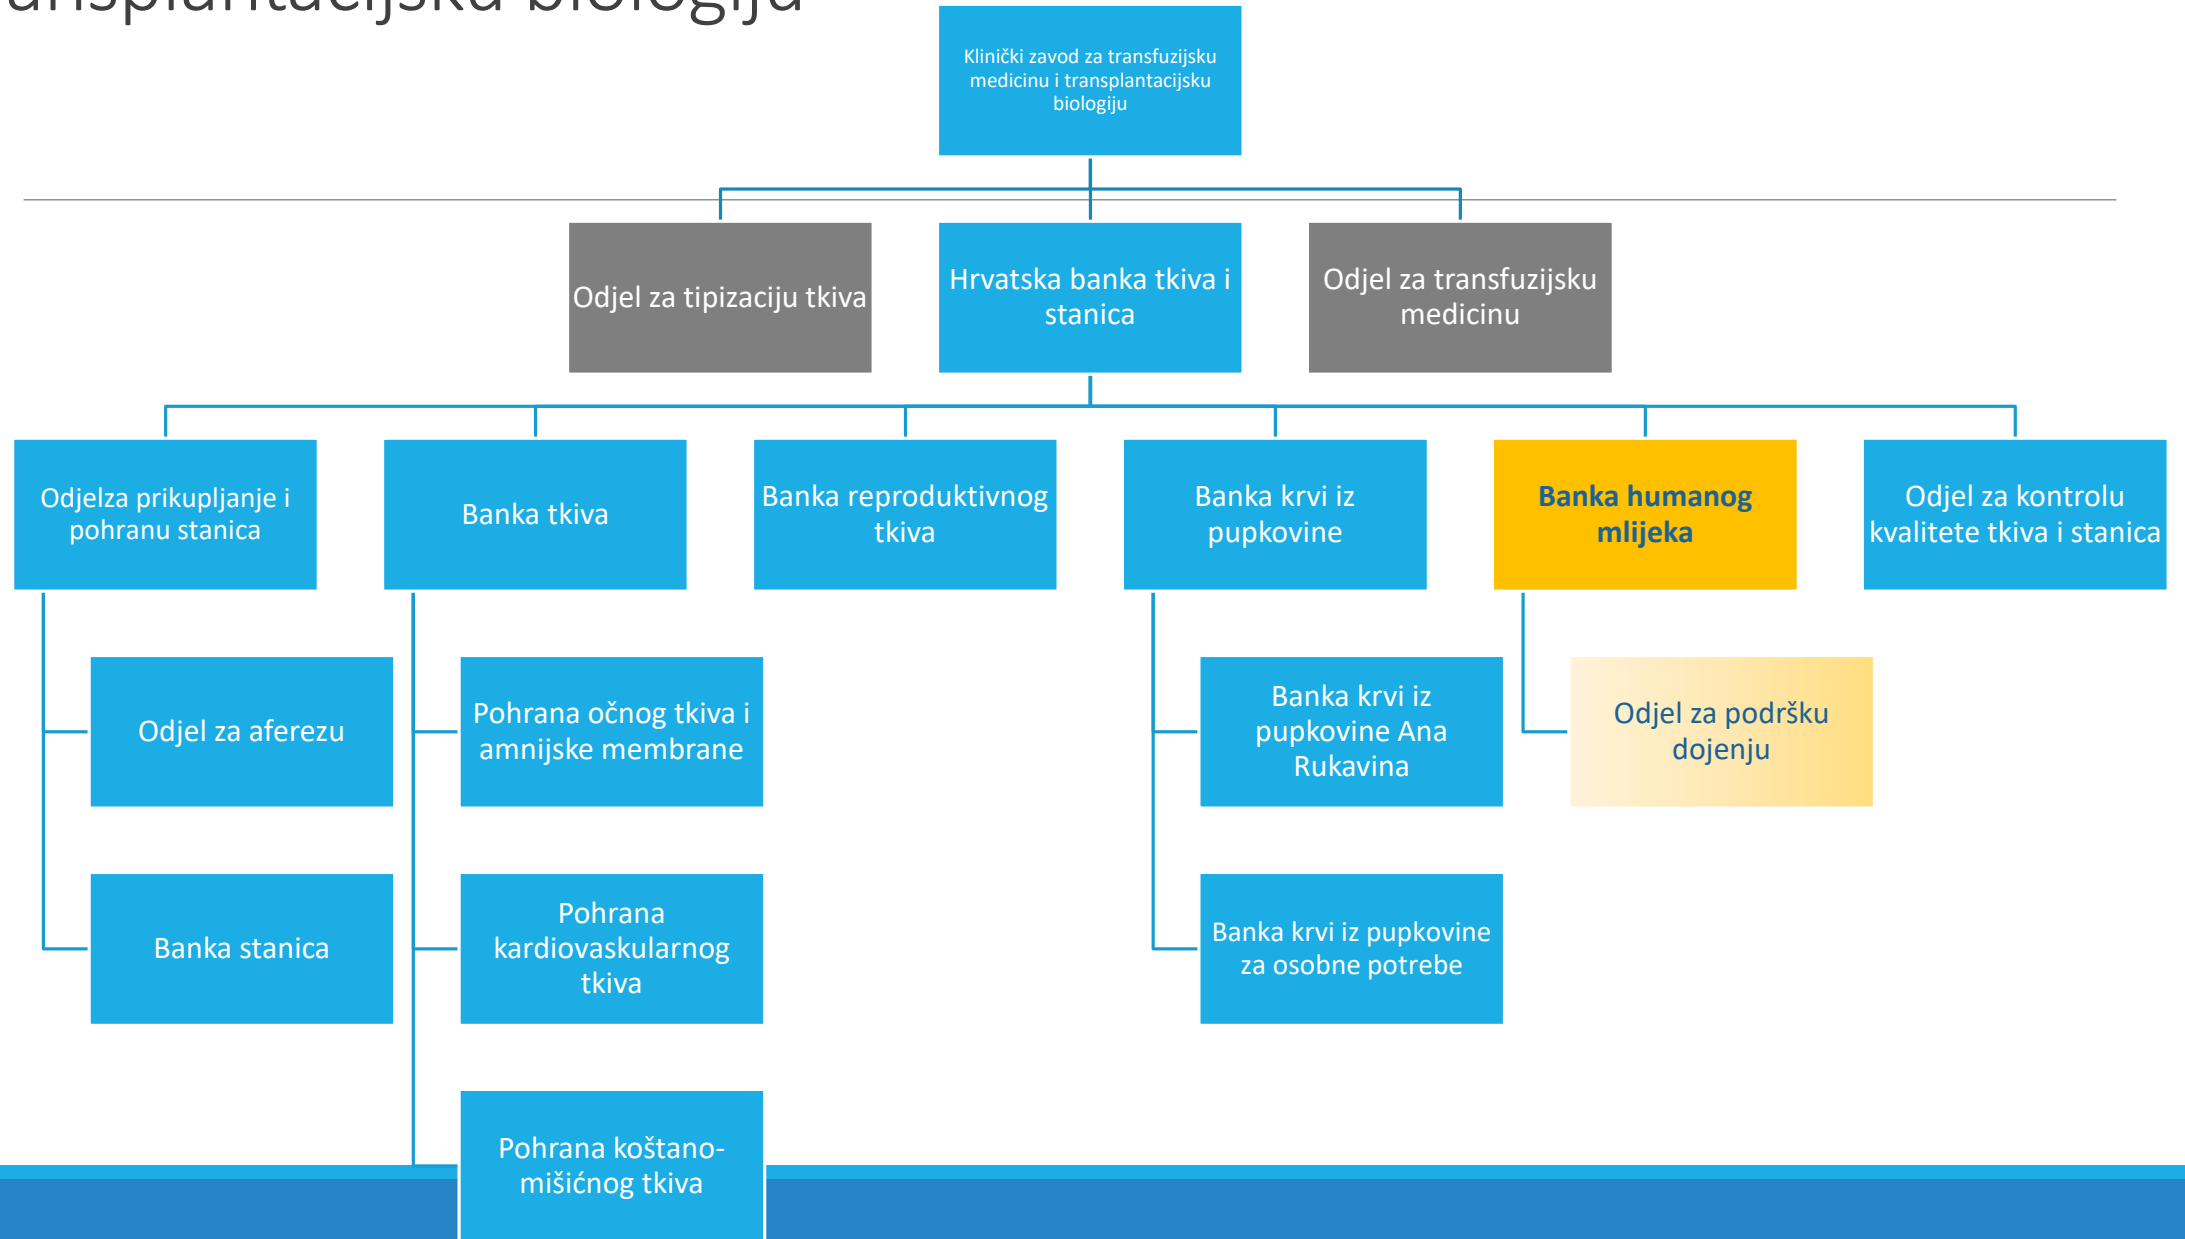 transplantacijsku biologiju
Klinički zavod za transfuzijsku
medicinu i transplantacijsku
biologiju
Odjel za tipizaciju tkiva
Hrvatska banka tkiva i
stanica
Odjel za transfuzijsku
medicinu
Odjelza prikupljanje i
pohranu stanica
Banka tkiva
Banka reproduktivnog
tkiva
Banka krvi iz
pupkovine
Banka humanog
mlijeka
Odjel za kontrolu
kvalitete tkiva i stanica
Odjel za aferezu
Pohrana očnog tkiva i
amnijske membrane
Banka krvi iz
pupkovine Ana
Rukavina
Odjel za podršku
dojenju
Banka stanica
Pohrana
kardiovaskularnog
tkiva
Banka krvi iz pupkovine
za osobne potrebe
Pohrana koštano-
mišićnog tkiva